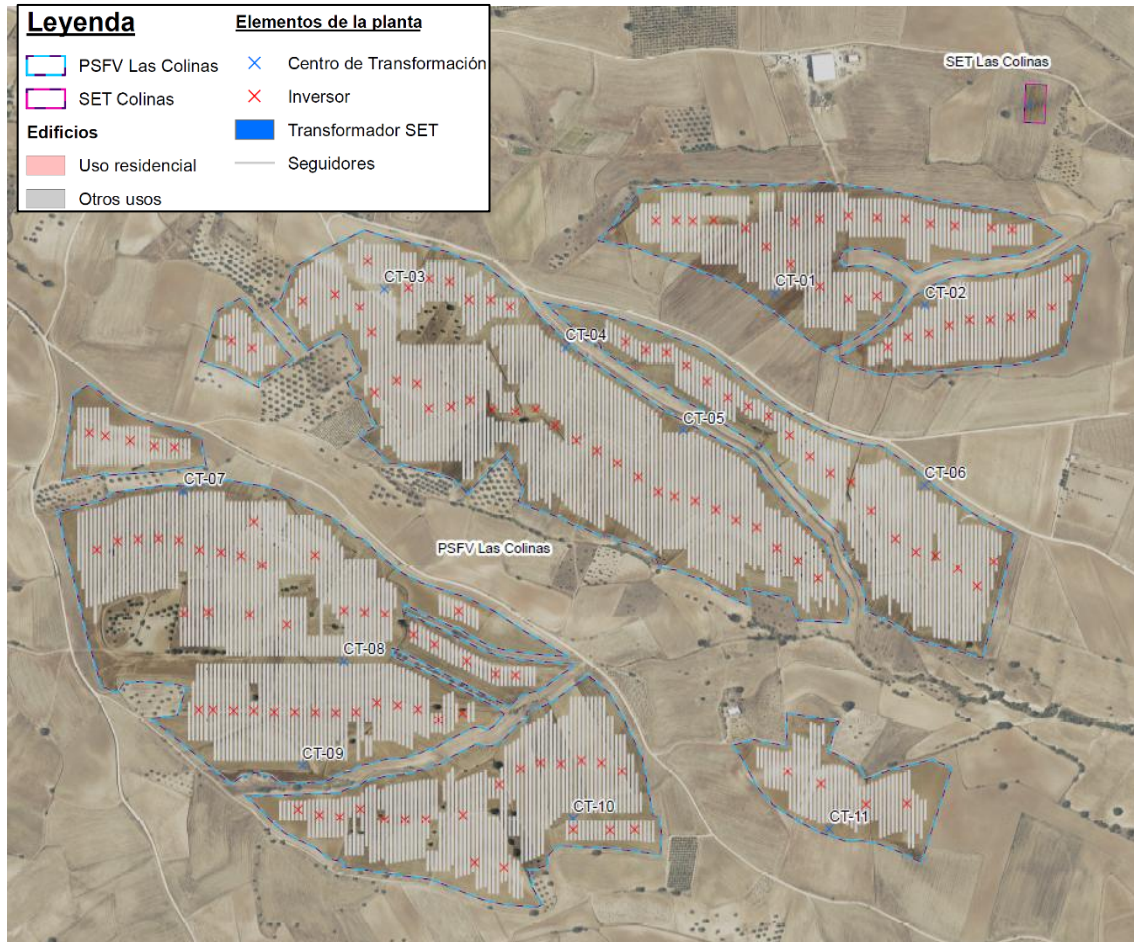 Leyenda
PSFV Las Colinas
SET Colinas
Edificios
Uso residencial
Otros usos
Elementos de la planta
Centro de Transformación
Inversor
Transformador SET
Seguidores
SET Las Colinas
CT-03
CT-01
CT-02
CT-04
CT-05
CT-06
CT-07
PSFV Las Colinas
CT-08
CT-09
CT-10
CT-11